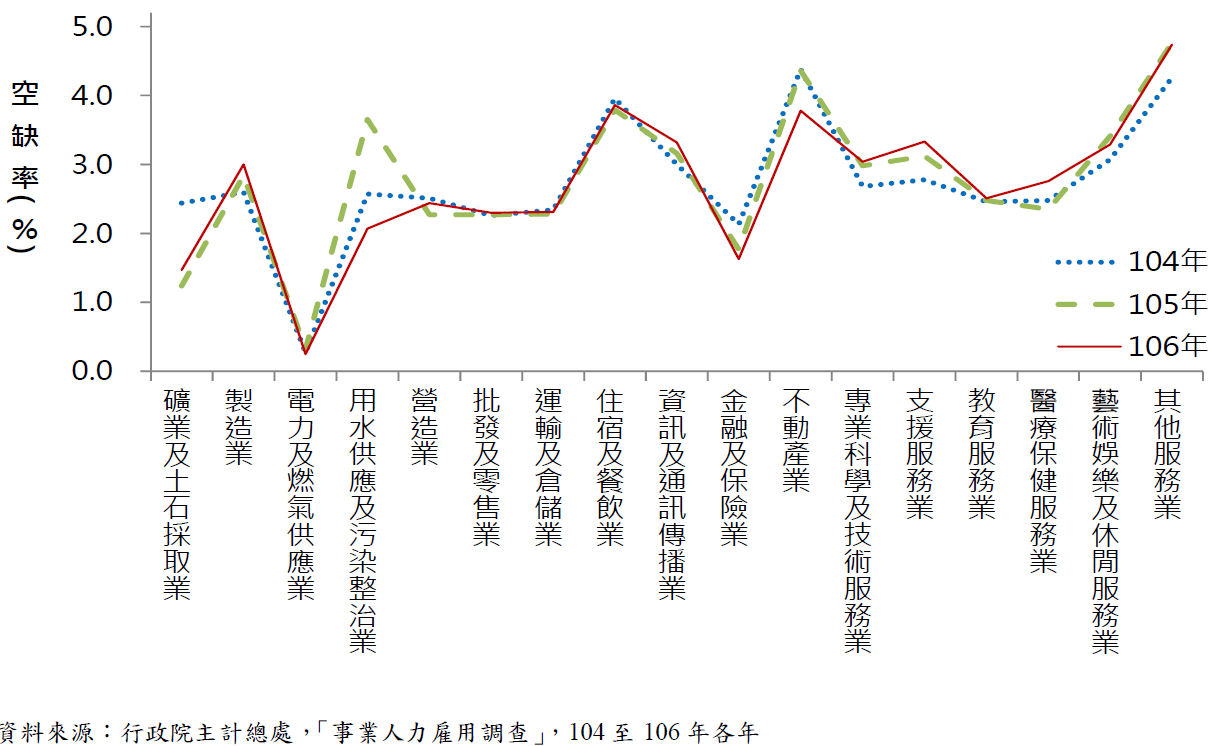 5.0
4.0
3.0
2.0
1.0
0.0
空缺率(%)
104年
105年
106年
礦業及土石採取業
製造業
電力及燃氣供應業
用水供應及污染整治業
營造業
批發及零售業
運輸及倉儲業
住宿及餐飲業
資訊及通訊傳播業
金融及保險業
不動產業
專業科學及技術服務業
支援服務業
教育服務業
醫療保健服務業
藝術娛樂及休閒服務業
其他服務業
資料來源：行政院主計總處，「事業人力雇用調查」，104 至 106 年各年